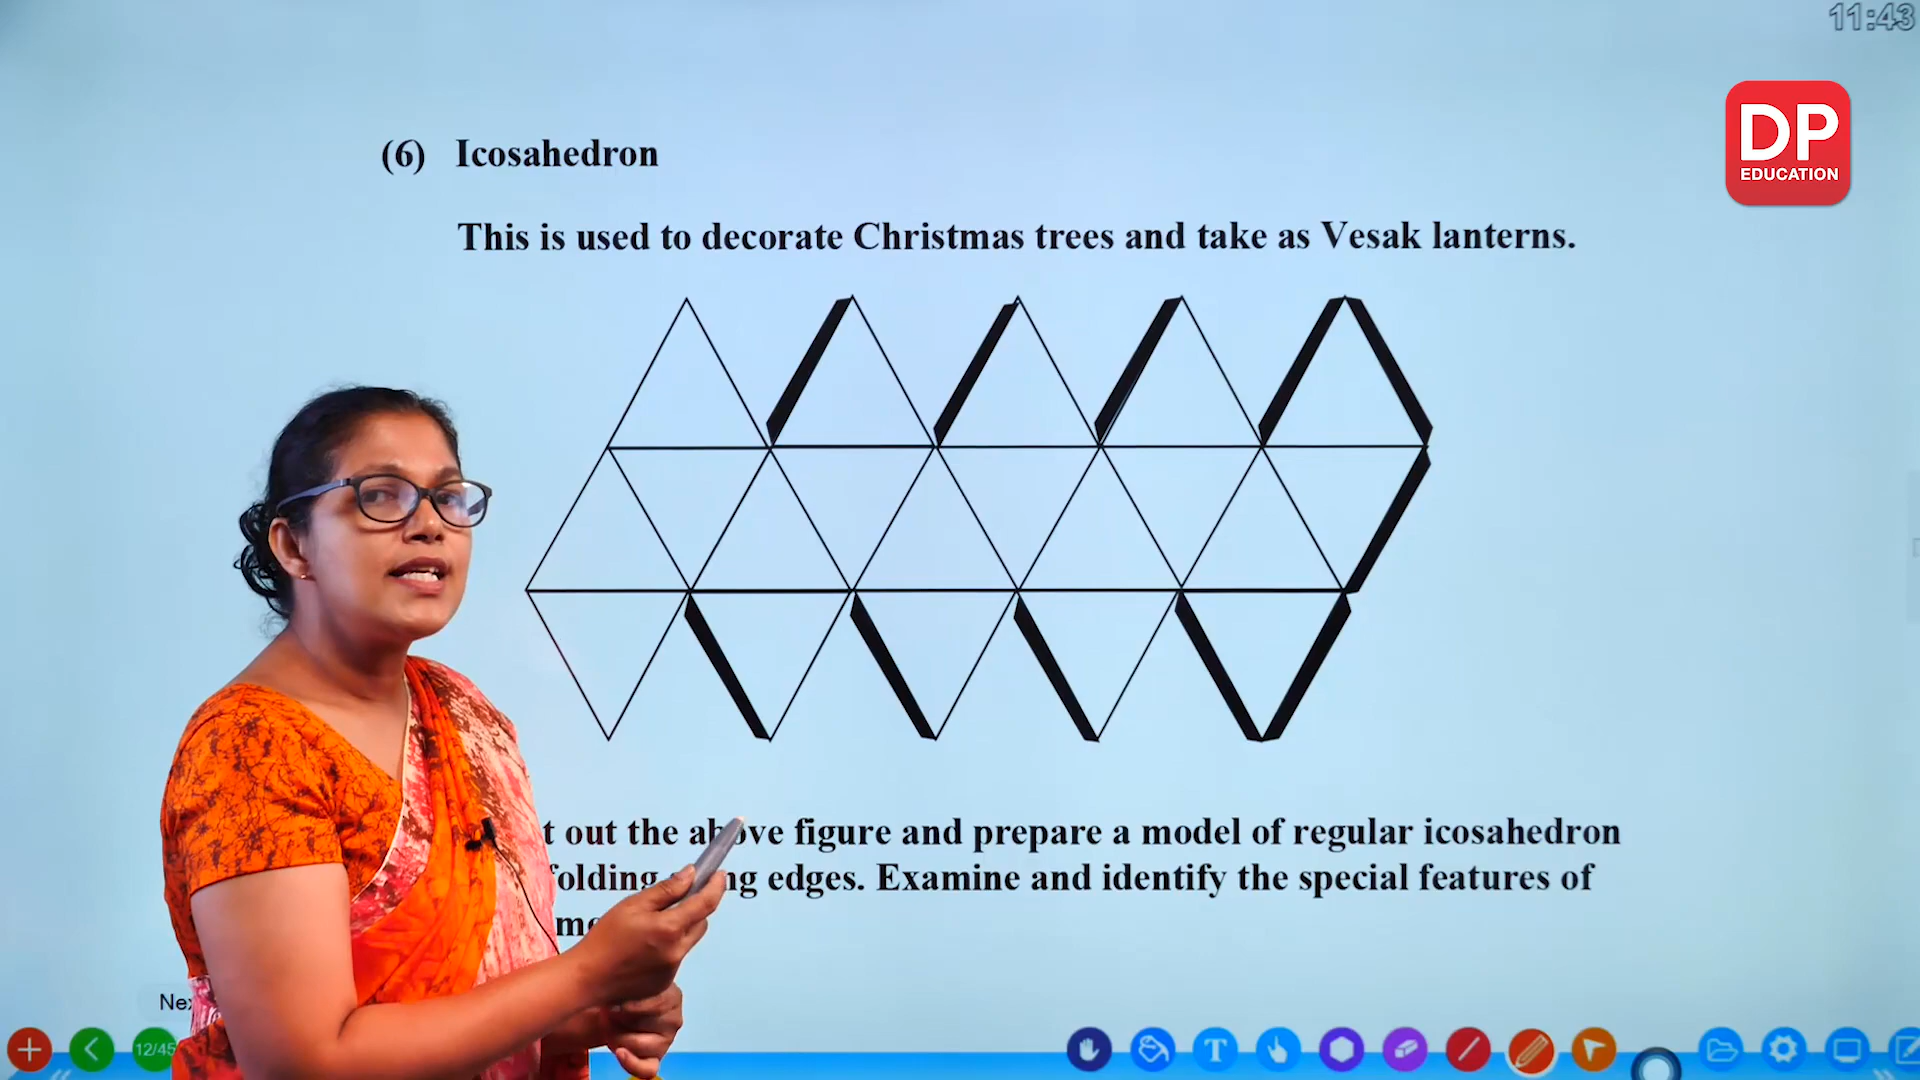 11:43
DP
EDUCATION
(6) Icosahedron
This is used to decorate Christmas trees and take as Vesak lanterns.
out the above figure and prepare a model of regular icosahedron
folding edges. Examine and identify the special features of
12/45
T